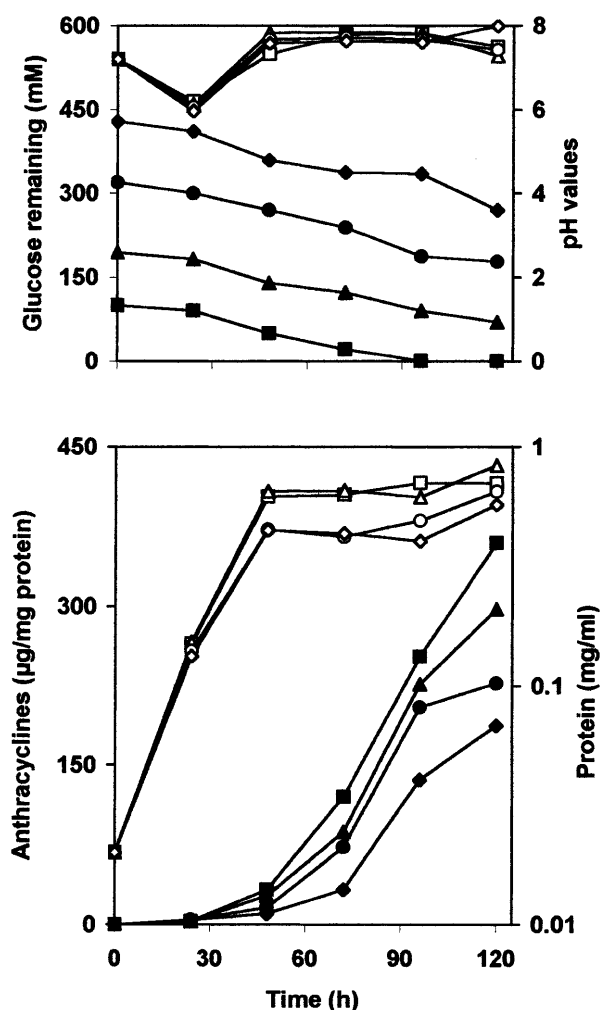 600
450
300
150
0
Glucose remaining (mM)
8
6
4
2
0
pH values
450
300
150
0
Anthracyclines (µg/mg protein)
1
0.1
0.01
Protein (mg/ml)
0 30 60 90 120
Time (h)